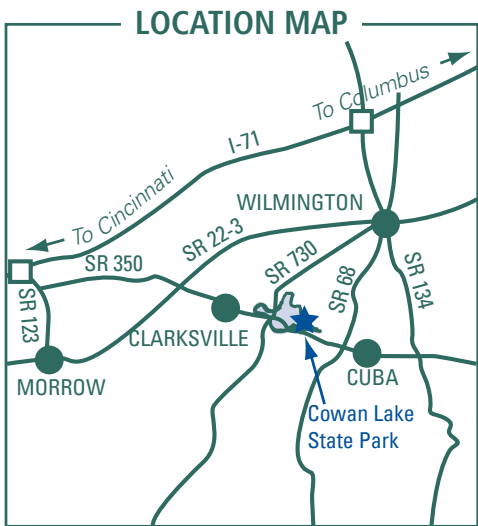 LOCATION MAP
To Columbus
I-71
To Cincinnati
WILMINGTON
SR 22-3
SR 730
SR 350
SR 68
SR 134
SR 123
CLARKSVILLE
MORROW
CUBA
Cowan Lake
State Park